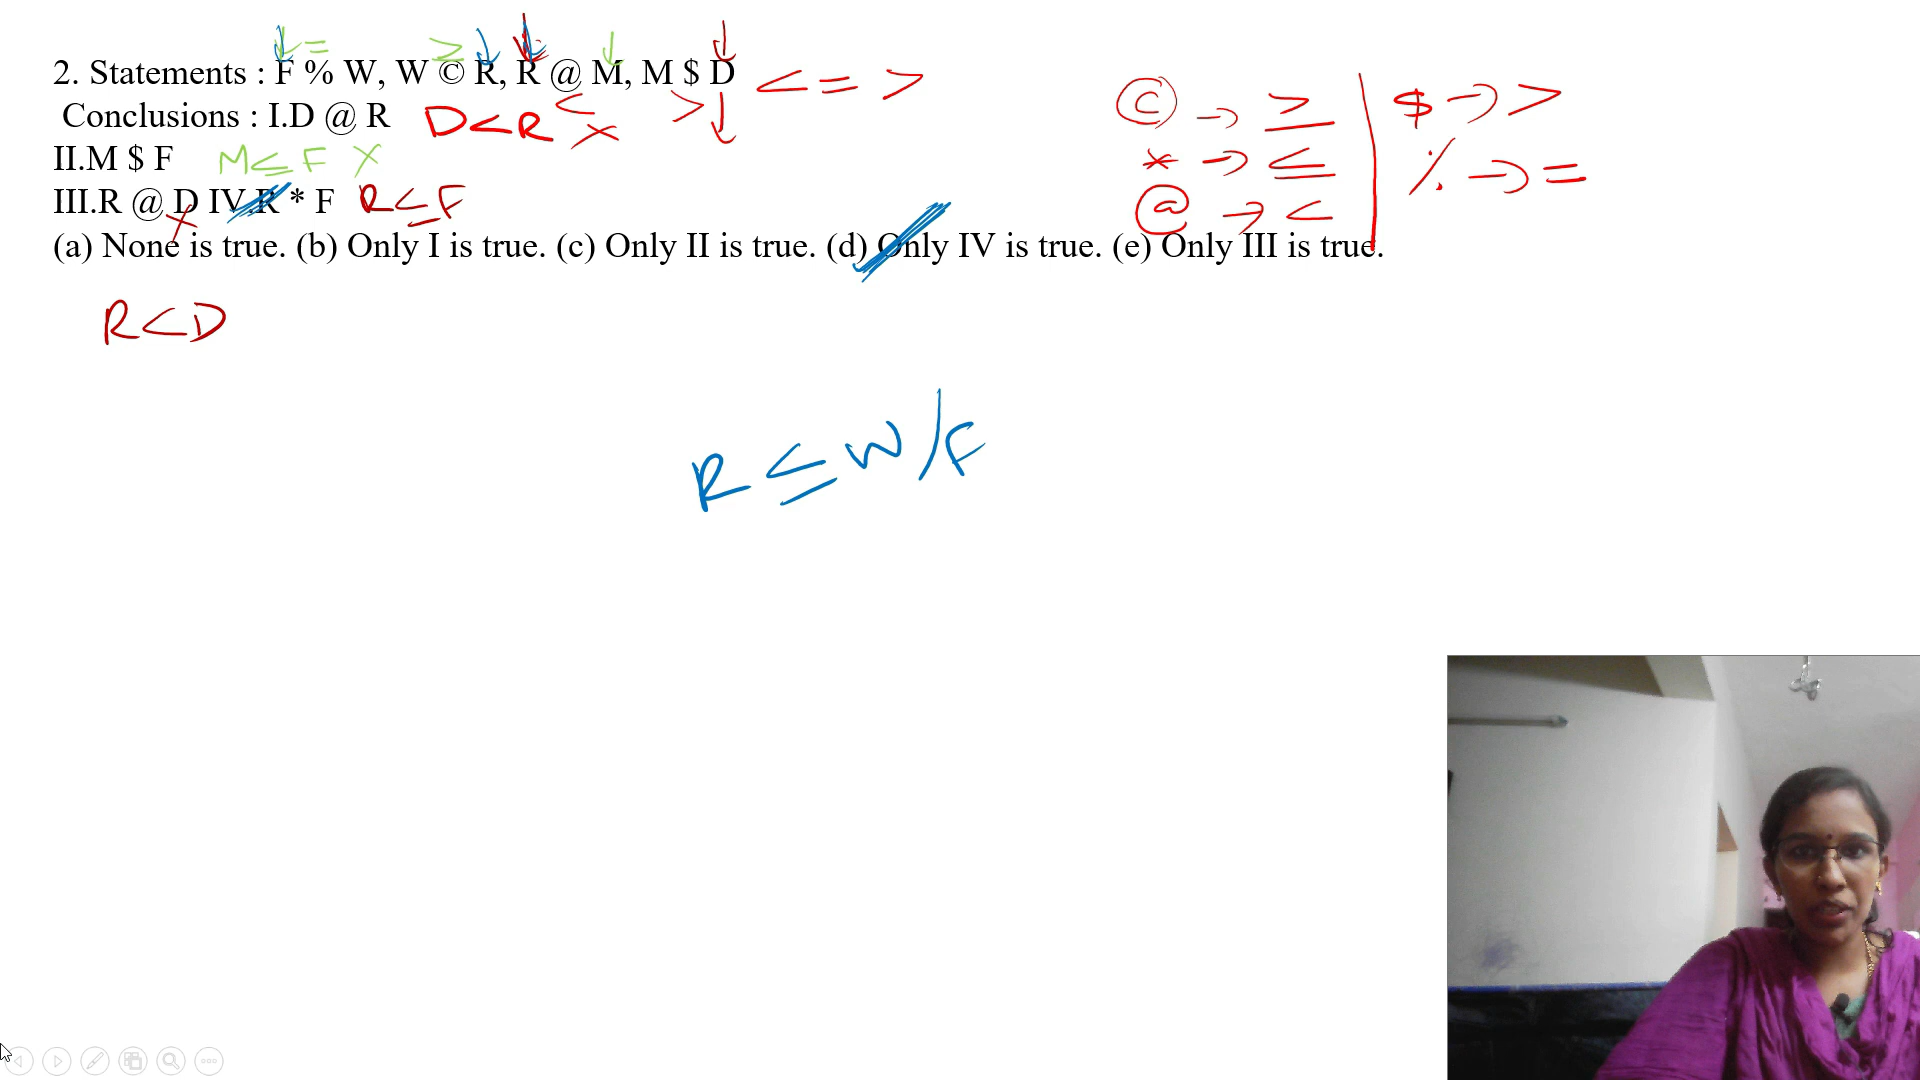 ↓ = ≥ ↓ ↓ ↓ ↓
2. Statements : F % W, W © R, R @ M, M $ D < = >
< > ↓
Conclusions : I.D @ R D<R ×
II.M $ F M≤F ×
III.R @ D IV.R * F R≤F
×
(a) None is true. (b) Only I is true. (c) Only II is true. (d) Only IV is true. (e) Only III is true.
R<D
R ≤ W/F
© → ≥
* → ≤
@ → <
$ → >
% → =